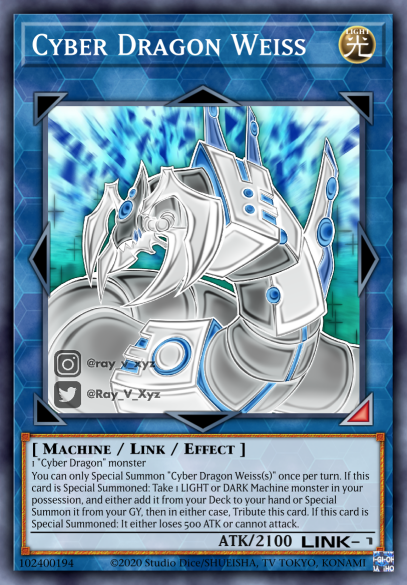 CYBER DRAGON WEISS
LIGHT
光
@ray_v_xyz
@Ray_V_Xyz
[ MACHINE / LINK / EFFECT ]
1 "Cyber Dragon" monster
You can only Special Summon "Cyber Dragon Weiss(s)" once per turn. If this
card is Special Summoned: Take 1 LIGHT or DARK Machine monster in your
possession, and either add it from your Deck to your hand or Special
Summon it from your GY, then in either case, Tribute this card. If this card is
Special Summoned: It either loses 500 ATK or cannot attack.
ATK/2100 LINK-1
102400194 ©2020 Studio Dice/SHUEISHA, TV TOKYO, KONAMI